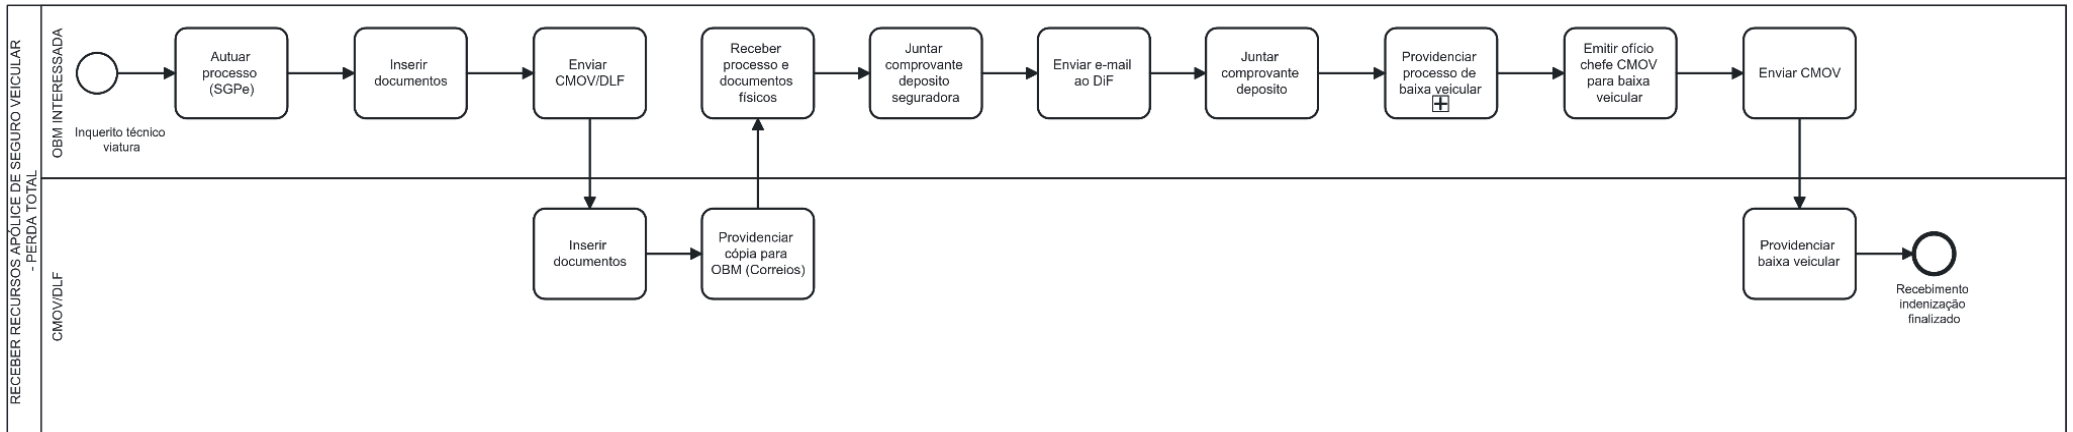 RECEBER RECURSOS APÓLICE DE SEGURO VEICULAR
- PERDA TOTAL
OBM INTERESSADA
Inquerito técnico
viatura
Autuar
processo
(SGPe)
Inserir
documentos
Enviar
CMOV/DLF
Receber
processo e
documentos
físicos
Juntar
comprovante
deposito
seguradora
Enviar e-mail
ao DiF
Juntar
comprovante
deposito
Providenciar
processo de
baixa veicular
Emitir ofício
chefe CMOV
para baixa
veicular
Enviar CMOV
CMOV/DLF
Inserir
documentos
Providenciar
cópia para
OBM (Correios)
Providenciar
baixa veicular
Recebimento
indenização
finalizado